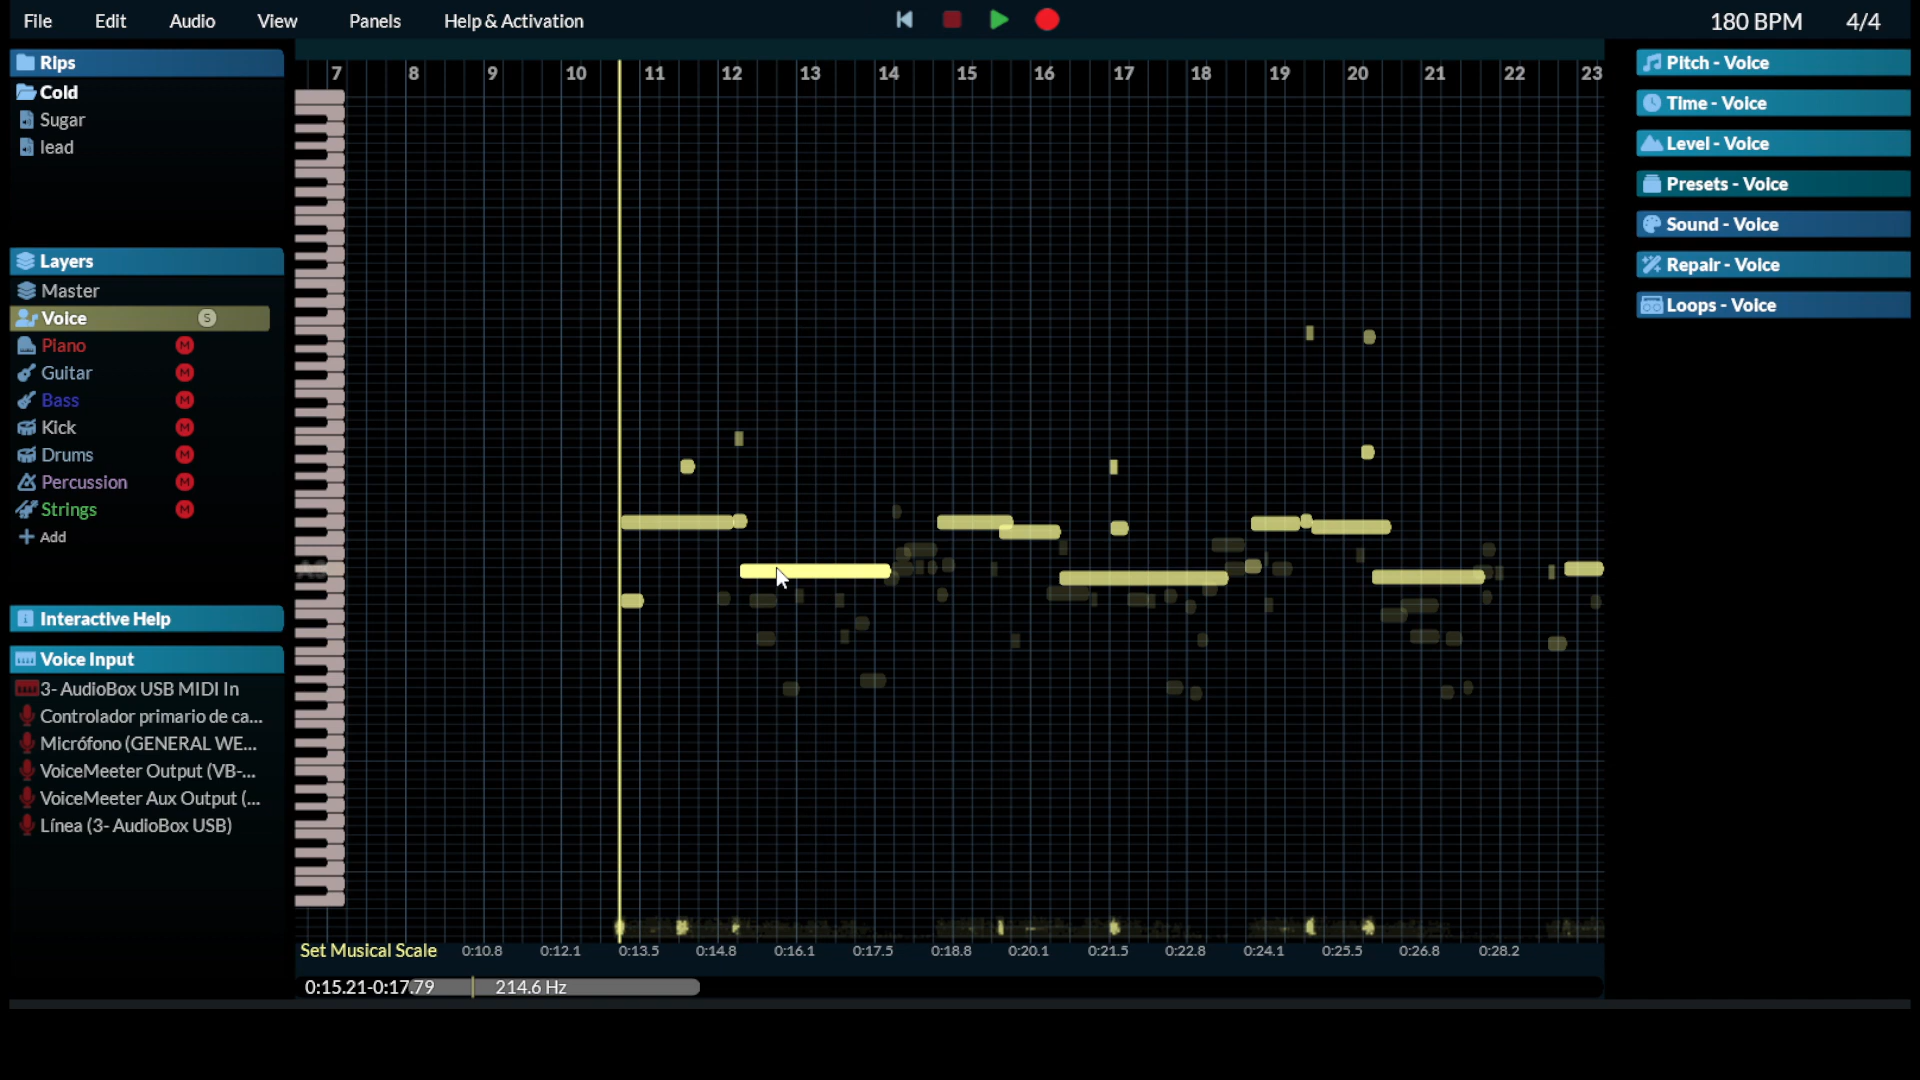 File Edit Audio View Panels Help & Activation 180 BPM 4/4
Rips
Cold
Sugar
lead
Layers
Master
Voice S
Piano M
Guitar M
Bass M
Kick M
Drums M
Percussion M
Strings M
Add
Interactive Help
Voice Input
3- AudioBox USB MIDI In
Controlador primario de ca...
Micrófono (GENERAL WE...
VoiceMeeter Output (VB-...
VoiceMeeter Aux Output (...
Línea (3- AudioBox USB)
7 8 9 10 11 12 13 14 15 16 17 18 19 20 21 22 23
Set Musical Scale 0:10.8 0:12.1 0:13.5 0:14.8 0:16.1 0:17.5 0:18.8 0:20.1 0:21.5 0:22.8 0:24.1 0:25.5 0:26.8 0:28.2
0:15.21-0:17.79 214.6 Hz
Pitch - Voice
Time - Voice
Level - Voice
Presets - Voice
Sound - Voice
Repair - Voice
Loops - Voice